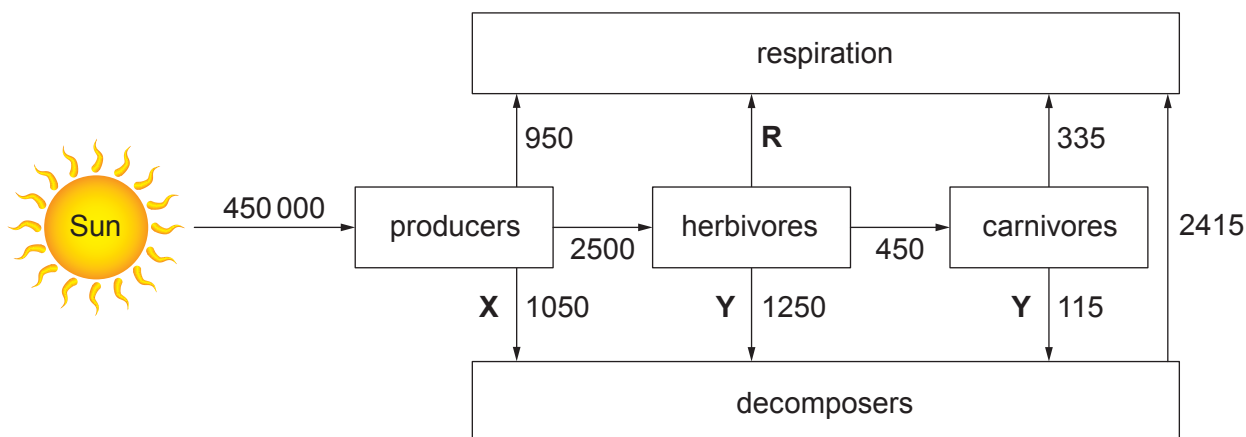 respiration
950
R
335
Sun
450 000
producers
2500
herbivores
450
carnivores
2415
X 1050
Y 1250
Y 115
decomposers